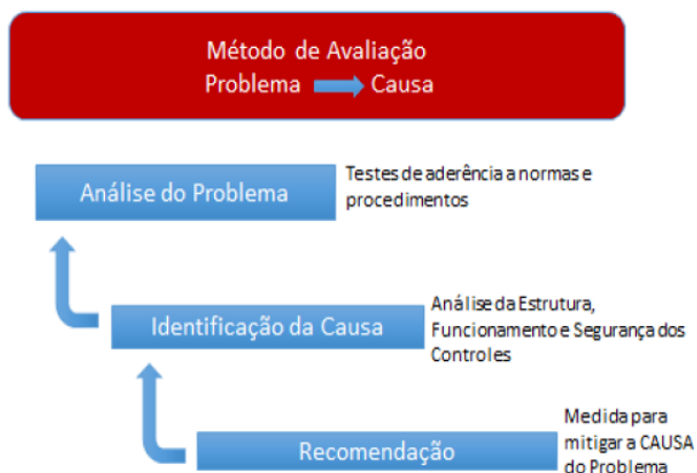 Método de Avaliação
Problema Causa
Análise do Problema
Testes de aderência a normas e
procedimentos
Identificação da Causa
Análise da Estrutura,
Funcionamento e Segurança dos
Controles
Recomendação
Medida para
mitigar a CAUSA
do Problema